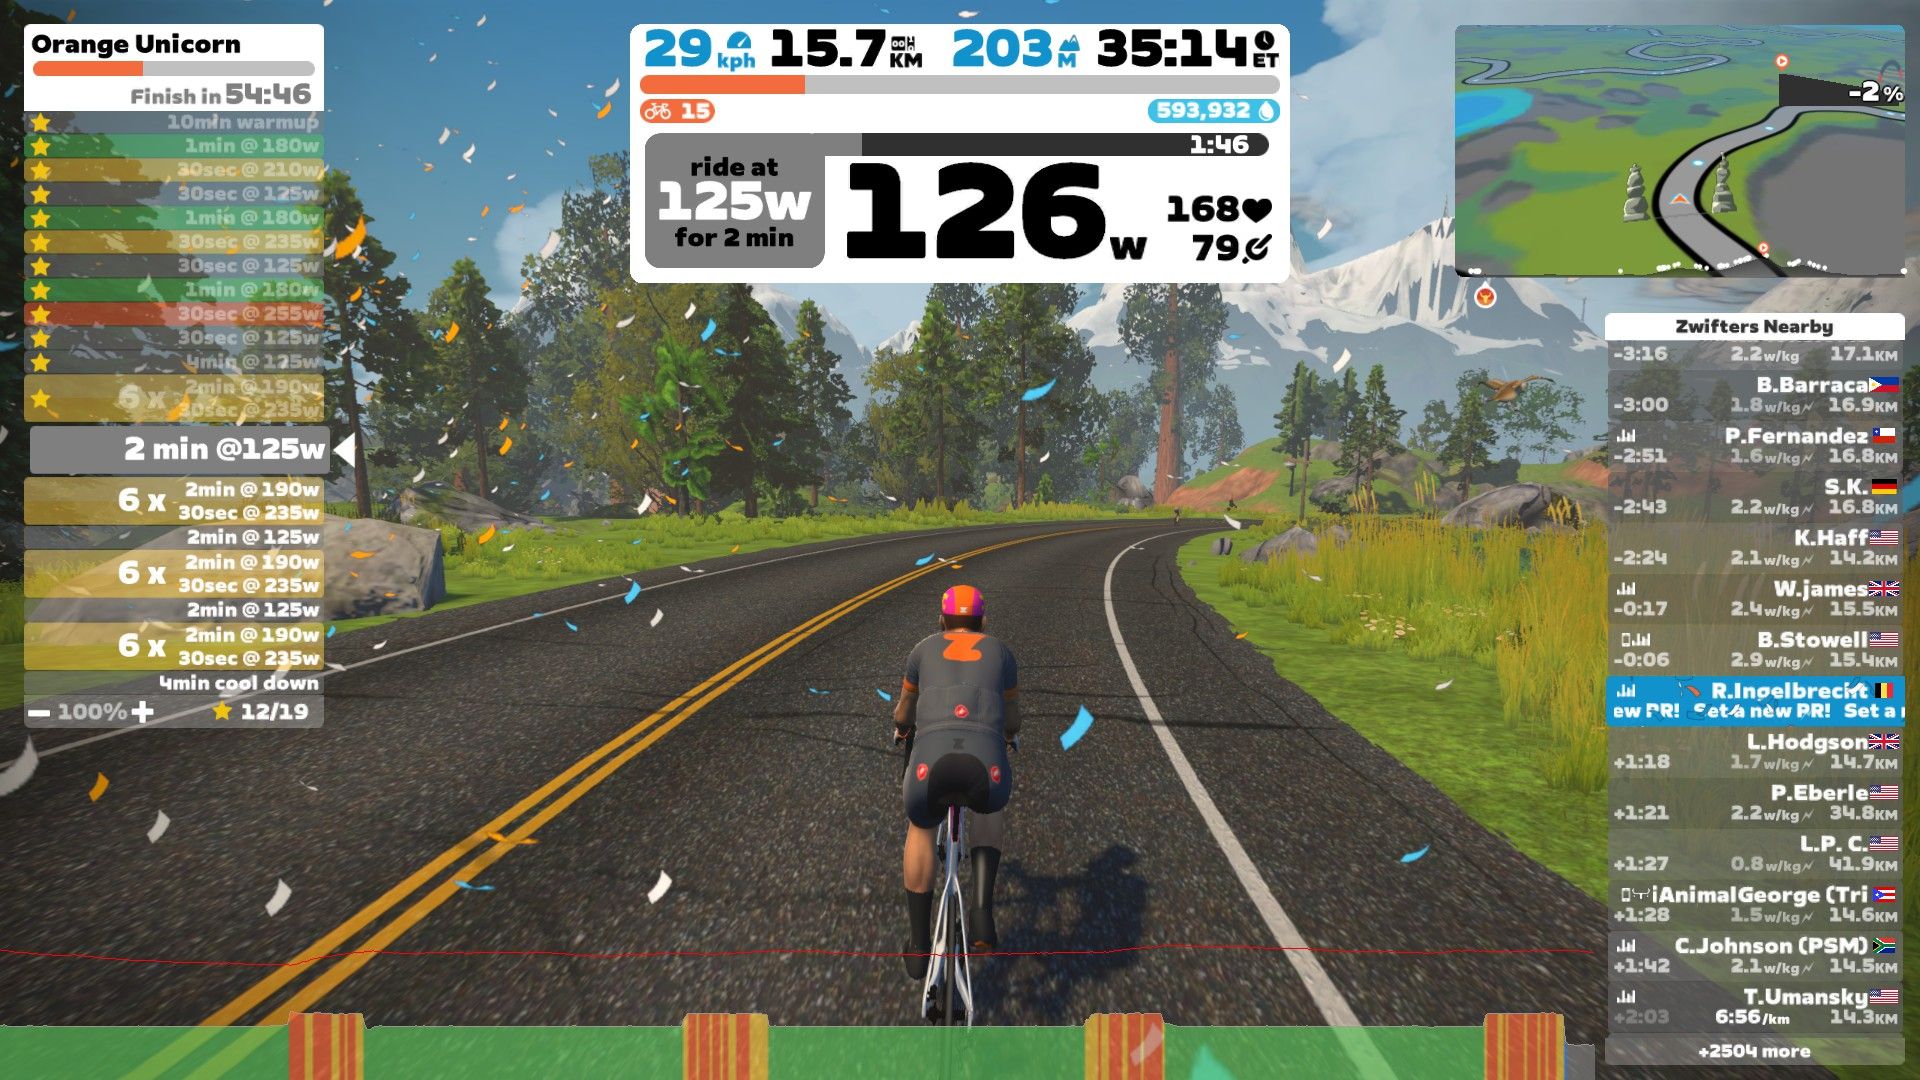 Orange Unicorn
Finish in 54:46
10min warmup
1min @ 180w
30sec @ 210w
30sec @ 125w
1min @ 180w
30sec @ 235w
30sec @ 125w
1min @ 180w
30sec @ 255w
30sec @ 125w
4min @ 125w
6 x 2min @ 190w
30sec @ 235w
2 min @125w
6 x 2min @ 190w
30sec @ 235w
2min @ 125w
6 x 2min @ 190w
30sec @ 235w
2min @ 125w
6 x 2min @ 190w
30sec @ 235w
4min cool down
100% 12/19
29 kph 15.7 KM 203 M 35:14 ET
15 593,932
1:46
ride at
125w
for 2 min
126 w
168
79
-2%
Zwifters Nearby
-3:16 2.2w/kg 17.1KM
B.Barraca
-3:00 1.8w/kg 16.9KM
P.Fernandez
-2:51 1.6w/kg 16.8KM
S.K.
-2:43 2.2w/kg 16.8KM
K.Haff
-2:24 2.1w/kg 14.2KM
W.james
-0:17 2.4w/kg 15.5KM
B.Stowell
-0:06 2.9w/kg 15.4KM
R.Ingelbrecht
ew PR! Set a new PR! Set a
L.Hodgson
+1:18 1.7w/kg 14.7KM
P.Eberle
+1:21 2.2w/kg 34.8KM
L.P. C.
+1:27 0.8w/kg 41.9KM
iAnimalGeorge (Tri
+1:28 1.5w/kg 14.6KM
C.Johnson (PSM)
+1:42 2.1w/kg 14.5KM
T.Umansky
+2:03 6:56/km 14.3KM
+2504 more